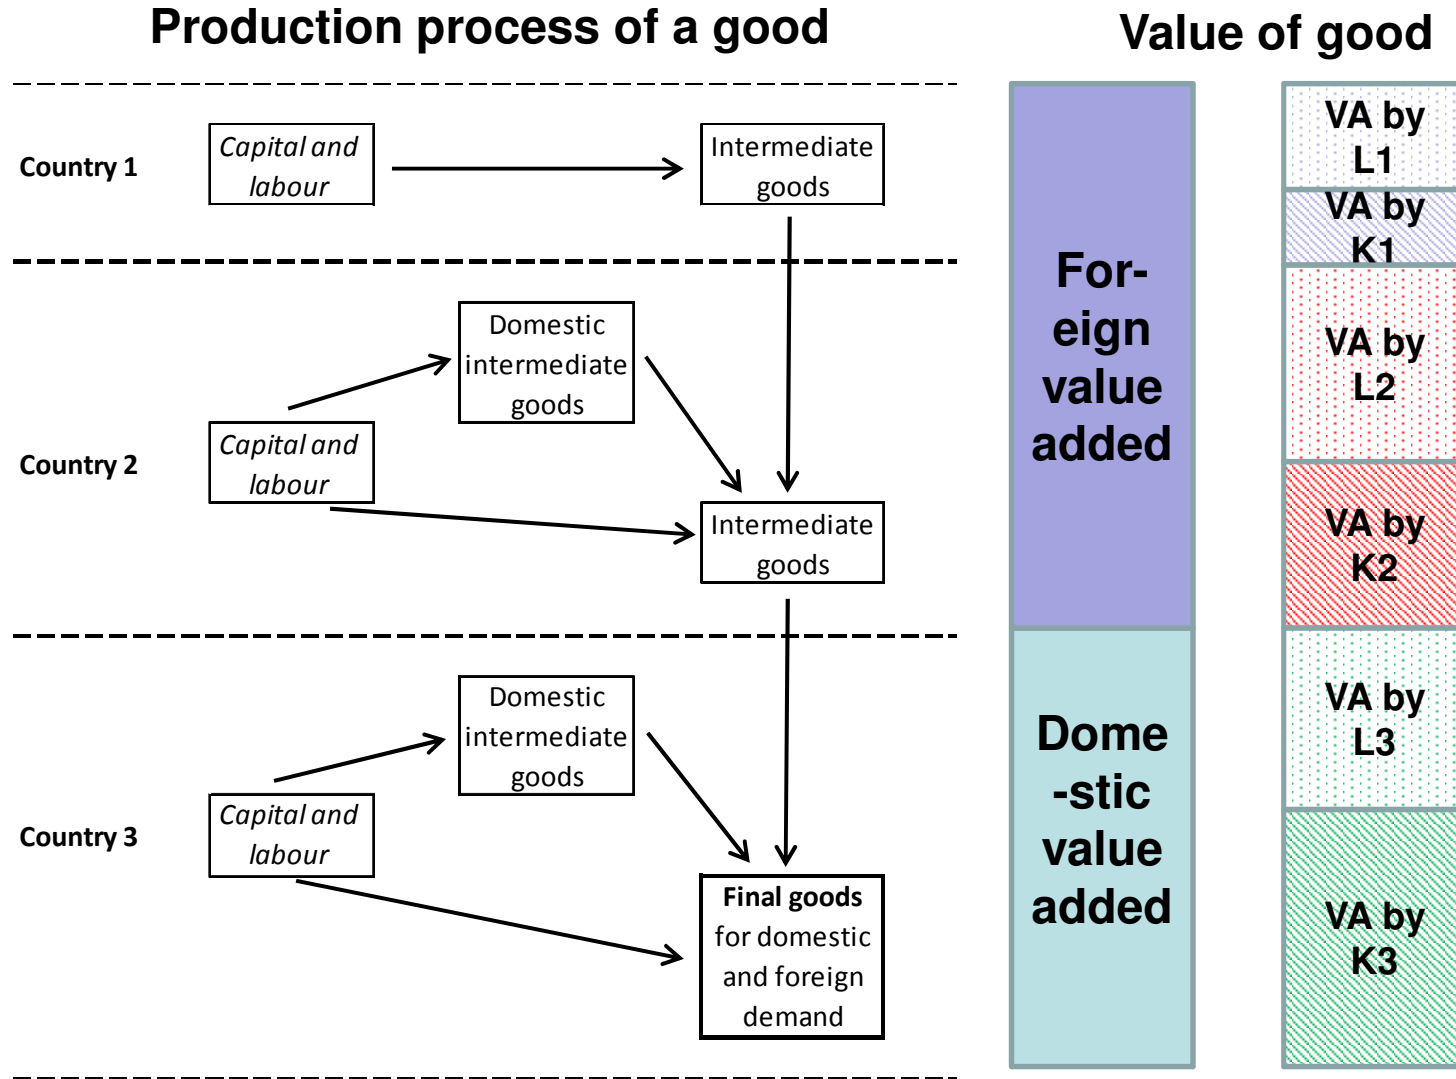 Production process of a good
Value of good
Country 1
Capital and
labour
Intermediate
goods
Domestic
intermediate
goods
Country 2
Capital and
labour
Intermediate
goods
Domestic
intermediate
goods
Country 3
Capital and
labour
Final goods
for domestic
and foreign
demand
For-
eign
value
added
Dome
-stic
value
added
VA by
L1
VA by
K1
VA by
L2
VA by
K2
VA by
L3
VA by
K3